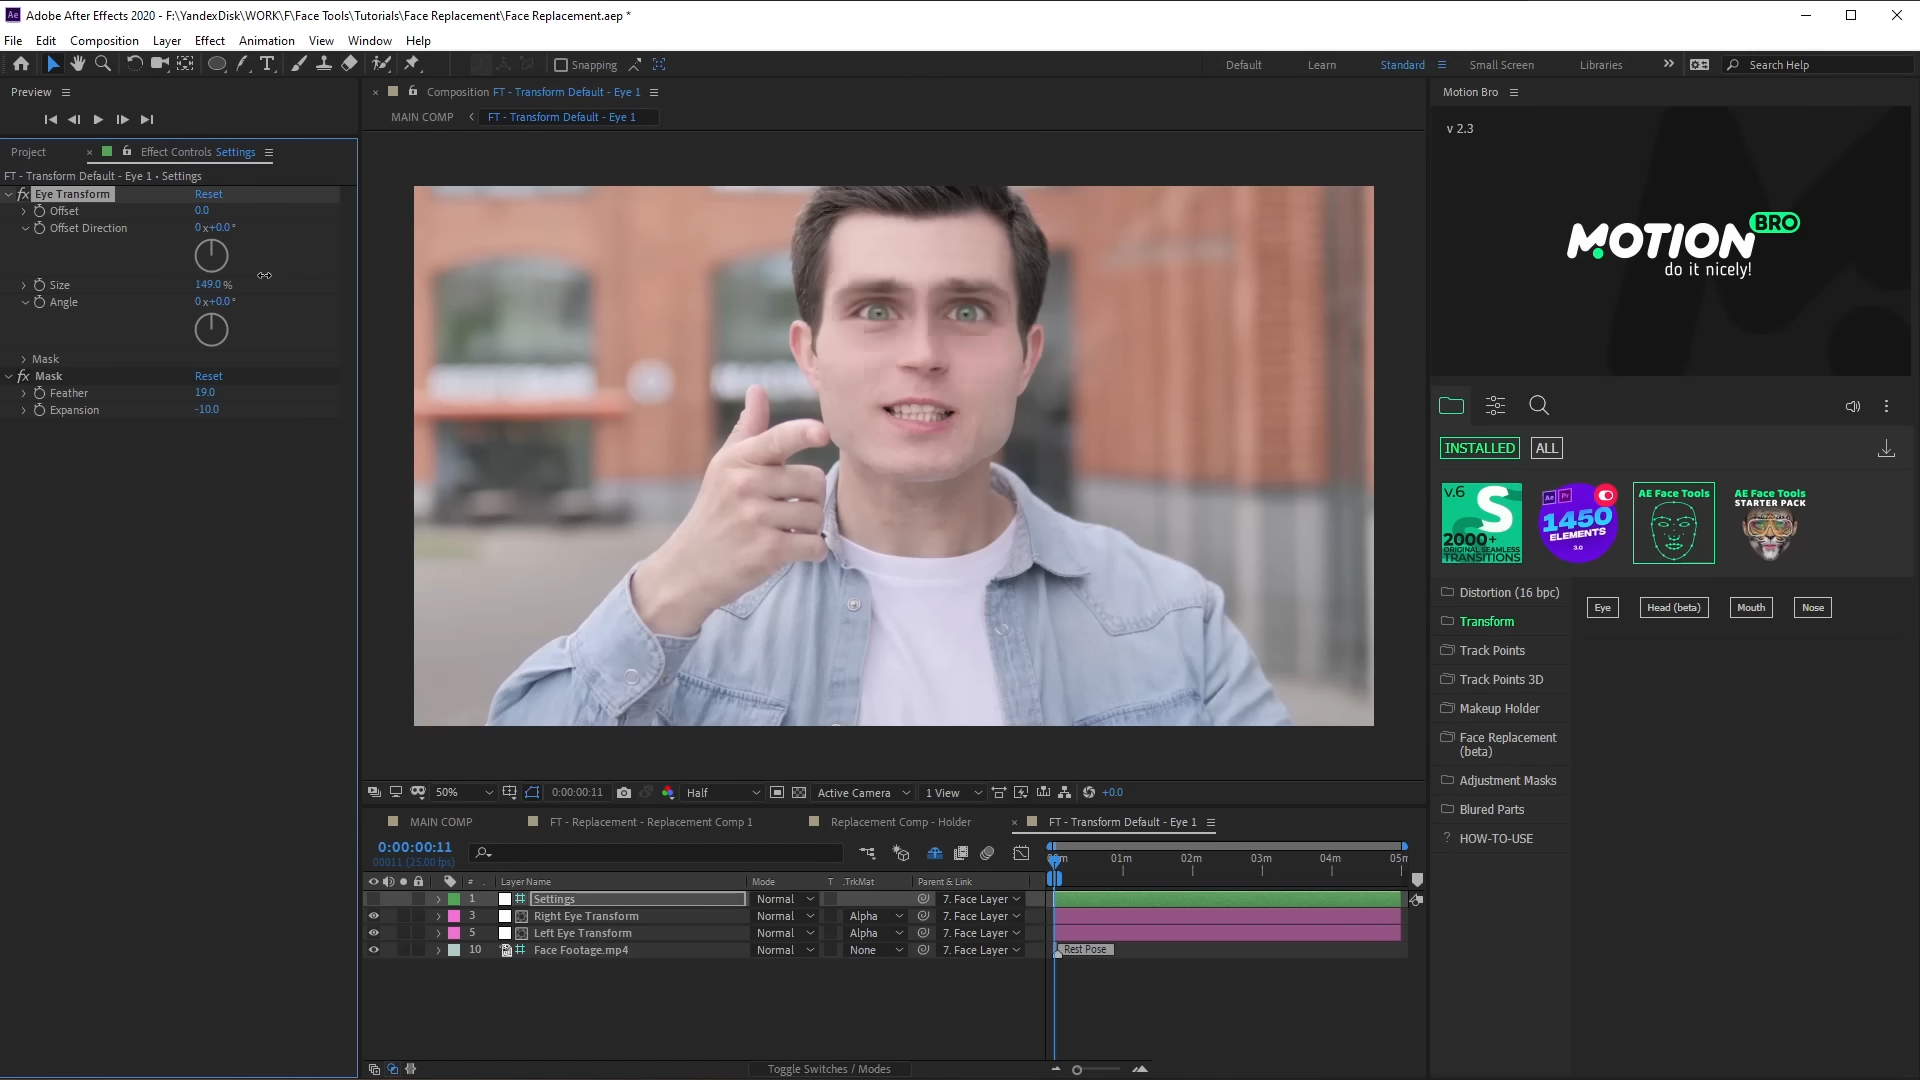 Ae Adobe After Effects 2020 - F:\YandexDisk\WORK\F\Face Tools\Tutorials\Face Replacement\Face Replacement.aep *
File Edit Composition Layer Effect Animation View Window Help
Snapping
Default Learn Standard Small Screen Libraries Search Help
Preview
Project
Effect Controls Settings
FT - Transform Default - Eye 1 • Settings
fx Eye Transform Reset
Offset 0.0
Offset Direction 0 x+0.0°
Size 149.0 %
Angle 0 x+0.0°
Mask
fx Mask Reset
Feather 19.0
Expansion -10.0
Composition FT - Transform Default - Eye 1
MAIN COMP FT - Transform Default - Eye 1
50% 0:00:00:11 Half Active Camera 1 View +0.0
MAIN COMP FT - Replacement - Replacement Comp 1 Replacement Comp - Holder FT - Transform Default - Eye 1
0:00:00:11
00011 (25.00 fps)
01m 02m 03m 04m
# Layer Name Mode T .TrkMat Parent & Link
1 Settings Normal 7. Face Layer
3 Right Eye Transform Normal Alpha 7. Face Layer
5 Left Eye Transform Normal Alpha 7. Face Layer
10 Face Footage.mp4 Normal None 7. Face Layer Rest Pose
Toggle Switches / Modes
Motion Bro
v 2.3
MOTION BRO
do it nicely!
INSTALLED ALL
v.6
S
2000+
ORIGINAL SEAMLESS
TRANSITIONS
Ae Pr
1450
ELEMENTS
3.0
AE Face Tools
AE Face Tools
STARTER PACK
Distortion (16 bpc)
Transform
Track Points
Track Points 3D
Makeup Holder
Face Replacement
(beta)
Adjustment Masks
Blured Parts
? HOW-TO-USE
Eye Head (beta) Mouth Nose